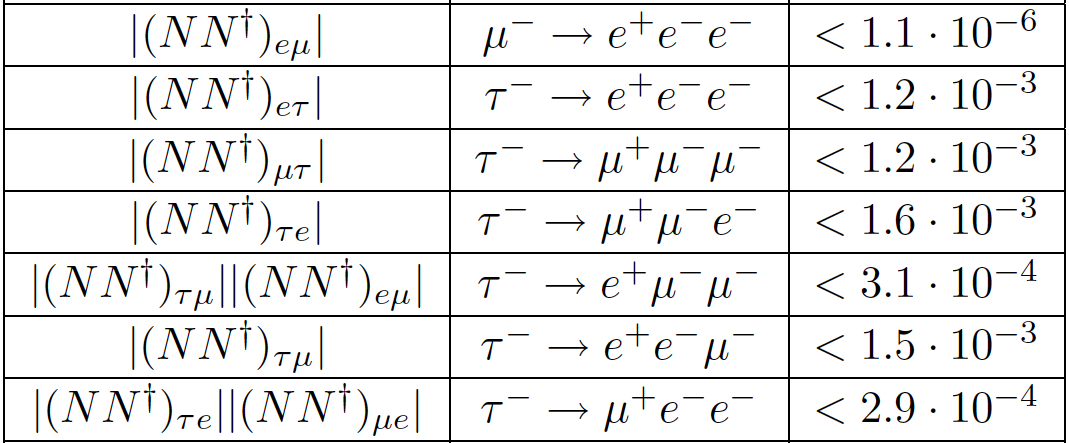 |(NN†)eμ| μ− → e+e−e− < 1.1 · 10−6
|(NN†)eτ| τ− → e+e−e− < 1.2 · 10−3
|(NN†)μτ| τ− → μ+μ−μ− < 1.2 · 10−3
|(NN†)τe| τ− → μ+μ−e− < 1.6 · 10−3
|(NN†)τμ||(NN†)eμ| τ− → e+μ−μ− < 3.1 · 10−4
|(NN†)τμ| τ− → e+e−μ− < 1.5 · 10−3
|(NN†)τe||(NN†)μe| τ− → μ+e−e− < 2.9 · 10−4